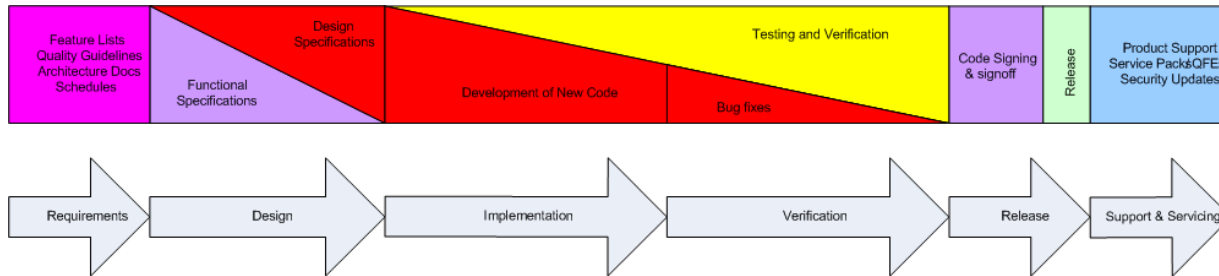 Feature Lists
Quality Guidelines
Architecture Docs
Schedules
Functional
Specifications
Design
Specifications
Development of New Code
Testing and Verification
Bug fixes
Code Signing
& signoff
Release
Product Support
Service Packs/QFE
Security Updates
Requirements
Design
Implementation
Verification
Release
Support & Servicing